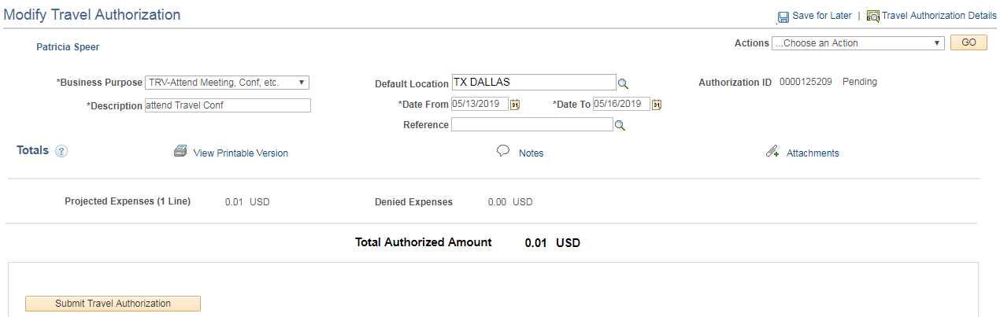 Modify Travel Authorization
Save for Later | Travel Authorization Details
Patricia Speer
Actions ...Choose an Action GO
*Business Purpose TRV-Attend Meeting, Conf, etc.
Default Location TX DALLAS
Authorization ID 0000125209 Pending
*Description attend Travel Conf
*Date From 05/13/2019 *Date To 05/16/2019
Reference
Totals ? View Printable Version Notes Attachments
Projected Expenses (1 Line) 0.01 USD Denied Expenses 0.00 USD
Total Authorized Amount 0.01 USD
Submit Travel Authorization